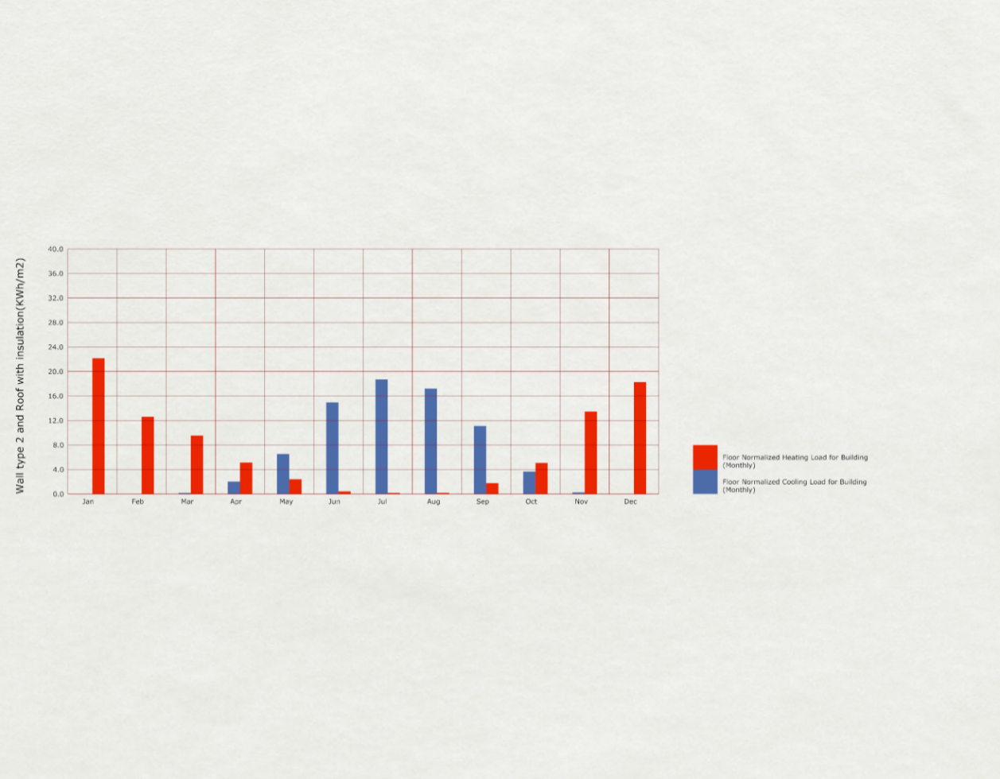 Wall type 2 and Roof with insulation(KWh/m2)
40.0
36.0
32.0
28.0
24.0
20.0
16.0
12.0
8.0
4.0
0.0
Jan Feb Mar Apr May Jun Jul Aug Sep Oct Nov Dec
Floor Normalized Heating Load for Building
(Monthly)
Floor Normalized Cooling Load for Building
(Monthly)